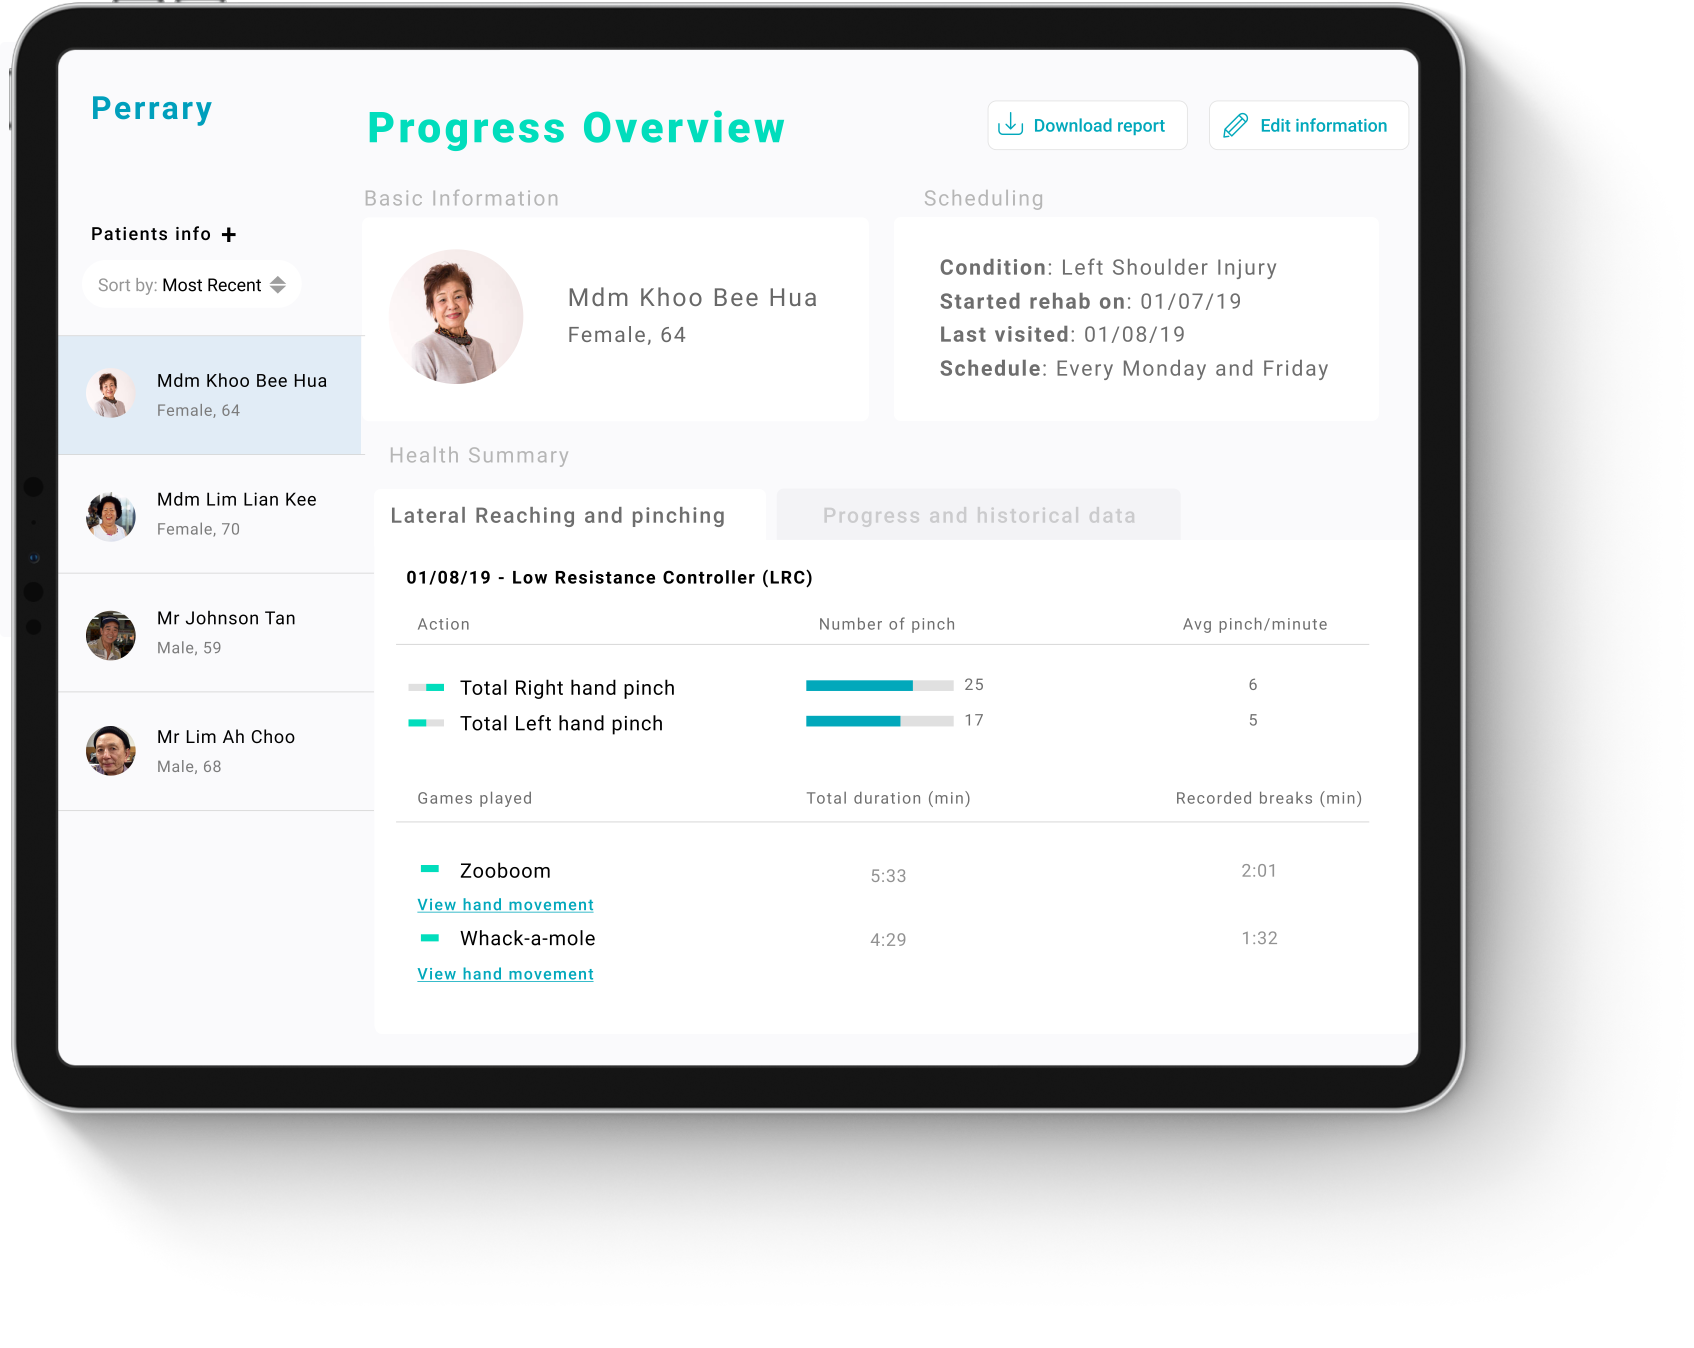 Perrary
Progress Overview
Download report
Edit information
Patients info +
Sort by: Most Recent
Mdm Khoo Bee Hua
Female, 64
Mdm Lim Lian Kee
Female, 70
Mr Johnson Tan
Male, 59
Mr Lim Ah Choo
Male, 68
Basic Information
Mdm Khoo Bee Hua
Female, 64
Scheduling
Condition: Left Shoulder Injury
Started rehab on: 01/07/19
Last visited: 01/08/19
Schedule: Every Monday and Friday
Health Summary
Lateral Reaching and pinching
Progress and historical data
01/08/19 - Low Resistance Controller (LRC)
Action Number of pinch Avg pinch/minute
Total Right hand pinch 25 6
Total Left hand pinch 17 5
Games played Total duration (min) Recorded breaks (min)
Zooboom 5:33 2:01
View hand movement
Whack-a-mole 4:29 1:32
View hand movement